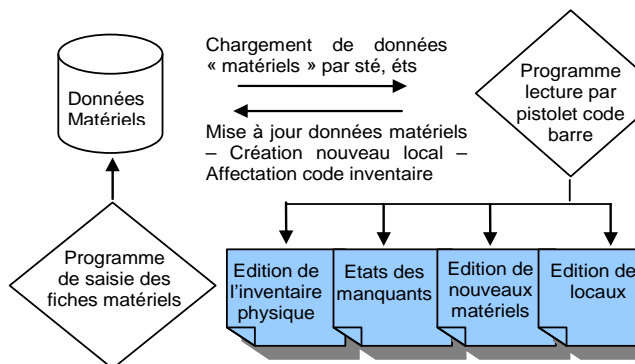 Chargement de données
« matériels » par sté, éts
Données
Matériels
Mise à jour données matériels
– Création nouveau local –
Affectation code inventaire
Programme
lecture par
pistolet code
barre
Programme
de saisie des
fiches matériels
Edition de
l'inventaire
physique
Etats des
manquants
Edition de
nouveaux
matériels
Edition de
locaux